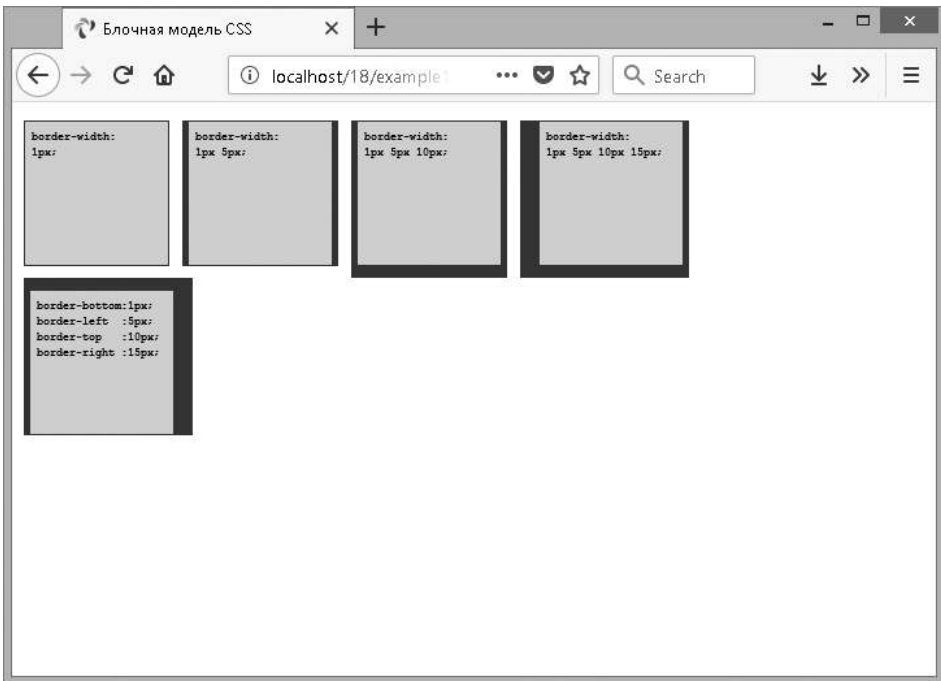 Блочная модель CSS
localhost/18/example
Search
border-width:
1px;
border-width:
1px 5px;
border-width:
1px 5px 10px;
border-width:
1px 5px 10px 15px;
border-bottom:1px;
border-left :5px;
border-top :10px;
border-right :15px;